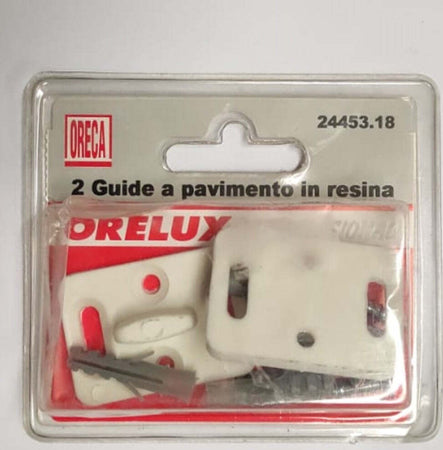 ORECA
24453.18
2 Guide a pavimento in resina
ORELUX